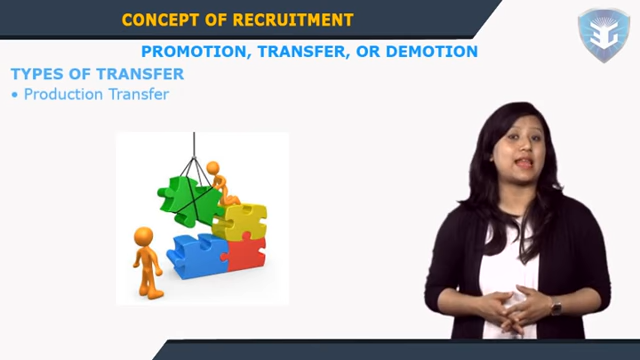 CONCEPT OF RECRUITMENT
PROMOTION, TRANSFER, OR DEMOTION
TYPES OF TRANSFER
• Production Transfer